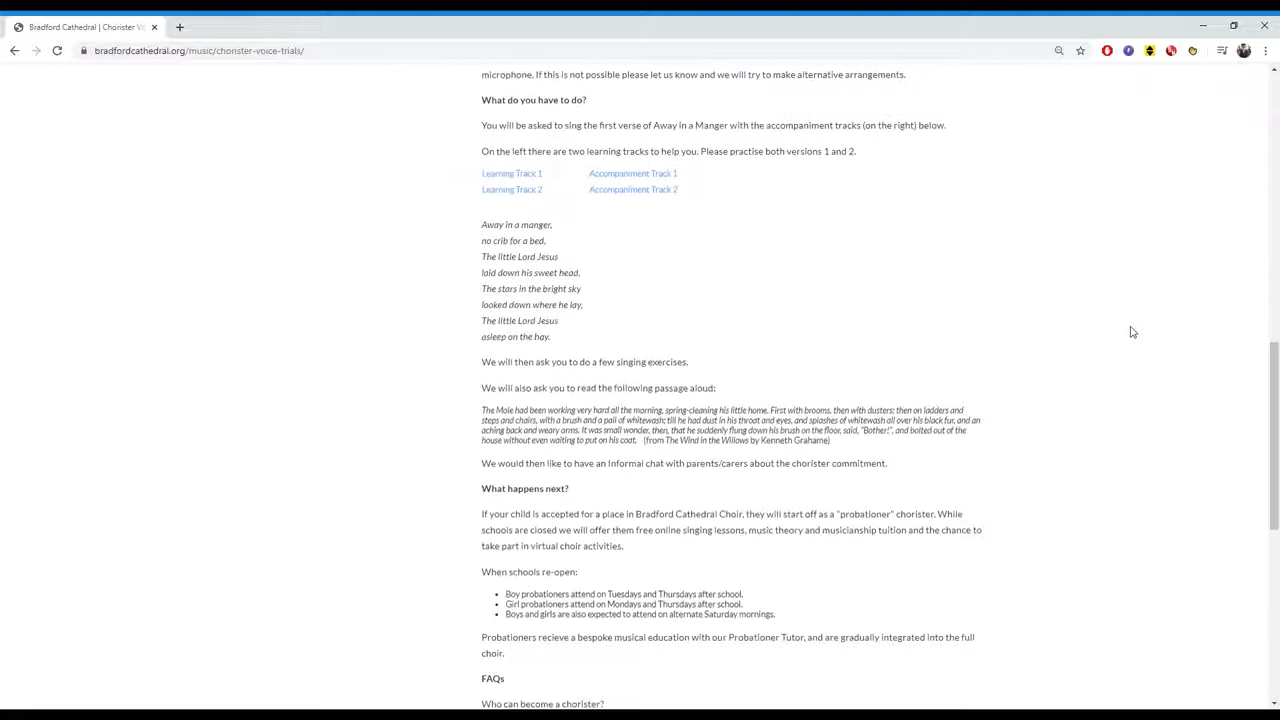 Bradford Cathedral | Chorister Vo
bradfordcathedral.org/music/chorister-voice-trials/
microphone. If this is not possible please let us know and we will try to make alternative arrangements.
What do you have to do?
You will be asked to sing the first verse of Away in a Manger with the accompaniment tracks (on the right) below.
On the left there are two learning tracks to help you. Please practise both versions 1 and 2.
Learning Track 1 Accompaniment Track 1
Learning Track 2 Accompaniment Track 2
Away in a manger,
no crib for a bed,
The little Lord Jesus
laid down his sweet head,
The stars in the bright sky
looked down where he lay,
The little Lord Jesus
asleep on the hay.
We will then ask you to do a few singing exercises.
We will also ask you to read the following passage aloud:
The Mole had been working very hard all the morning, spring-cleaning his little home. First with brooms, then with dusters; then on ladders and
steps and chairs, with a brush and a pail of whitewash; till he had dust in his throat and eyes, and splashes of whitewash all over his black fur, and an
aching back and weary arms. It was small wonder, then, that he suddenly flung down his brush on the floor, said, "Bother!", and bolted out of the
house without even waiting to put on his coat. (from The Wind in the Willows by Kenneth Grahame)
We would then like to have an informal chat with parents/carers about the chorister commitment.
What happens next?
If your child is accepted for a place in Bradford Cathedral Choir, they will start off as a "probationer" chorister. While
schools are closed we will offer them free online singing lessons, music theory and musicianship tuition and the chance to
take part in virtual choir activities.
When schools re-open:
• Boy probationers attend on Tuesdays and Thursdays after school.
• Girl probationers attend on Mondays and Thursdays after school.
• Boys and girls are also expected to attend on alternate Saturday mornings.
Probationers recieve a bespoke musical education with our Probationer Tutor, and are gradually integrated into the full
choir.
FAQs
Who can become a chorister?